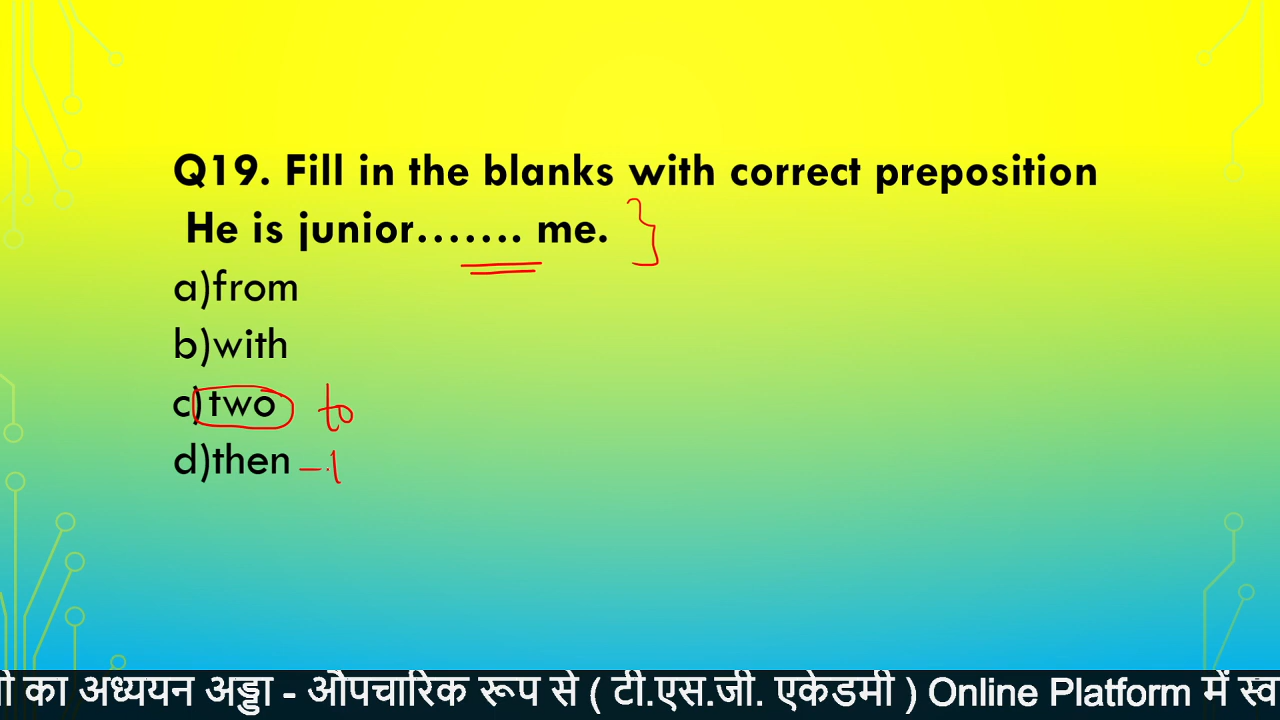 Q19. Fill in the blanks with correct preposition
He is junior……. me.
a)from
b)with
c)two to
d)then –1
का अध्ययन अड्डा - औपचारिक रूप से ( टी.एस.जी. एकेडमी ) Online Platform में